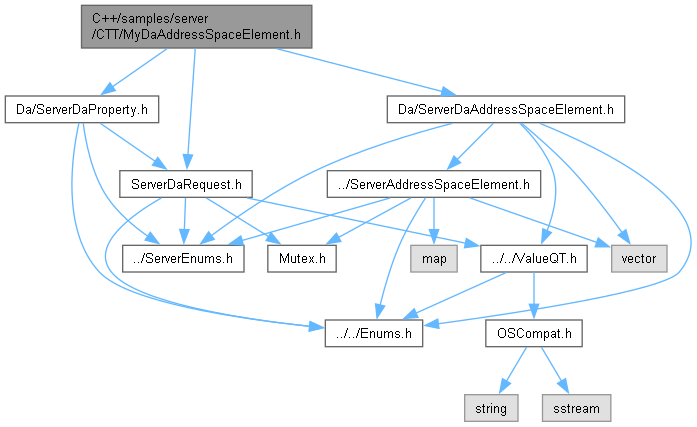 C++/samples/server
/CTT/MyDaAddressSpaceElement.h
Da/ServerDaProperty.h
Da/ServerDaAddressSpaceElement.h
ServerDaRequest.h
../ServerAddressSpaceElement.h
../ServerEnums.h
Mutex.h
map
../../ValueQT.h
vector
../../Enums.h
OSCompat.h
string
sstream